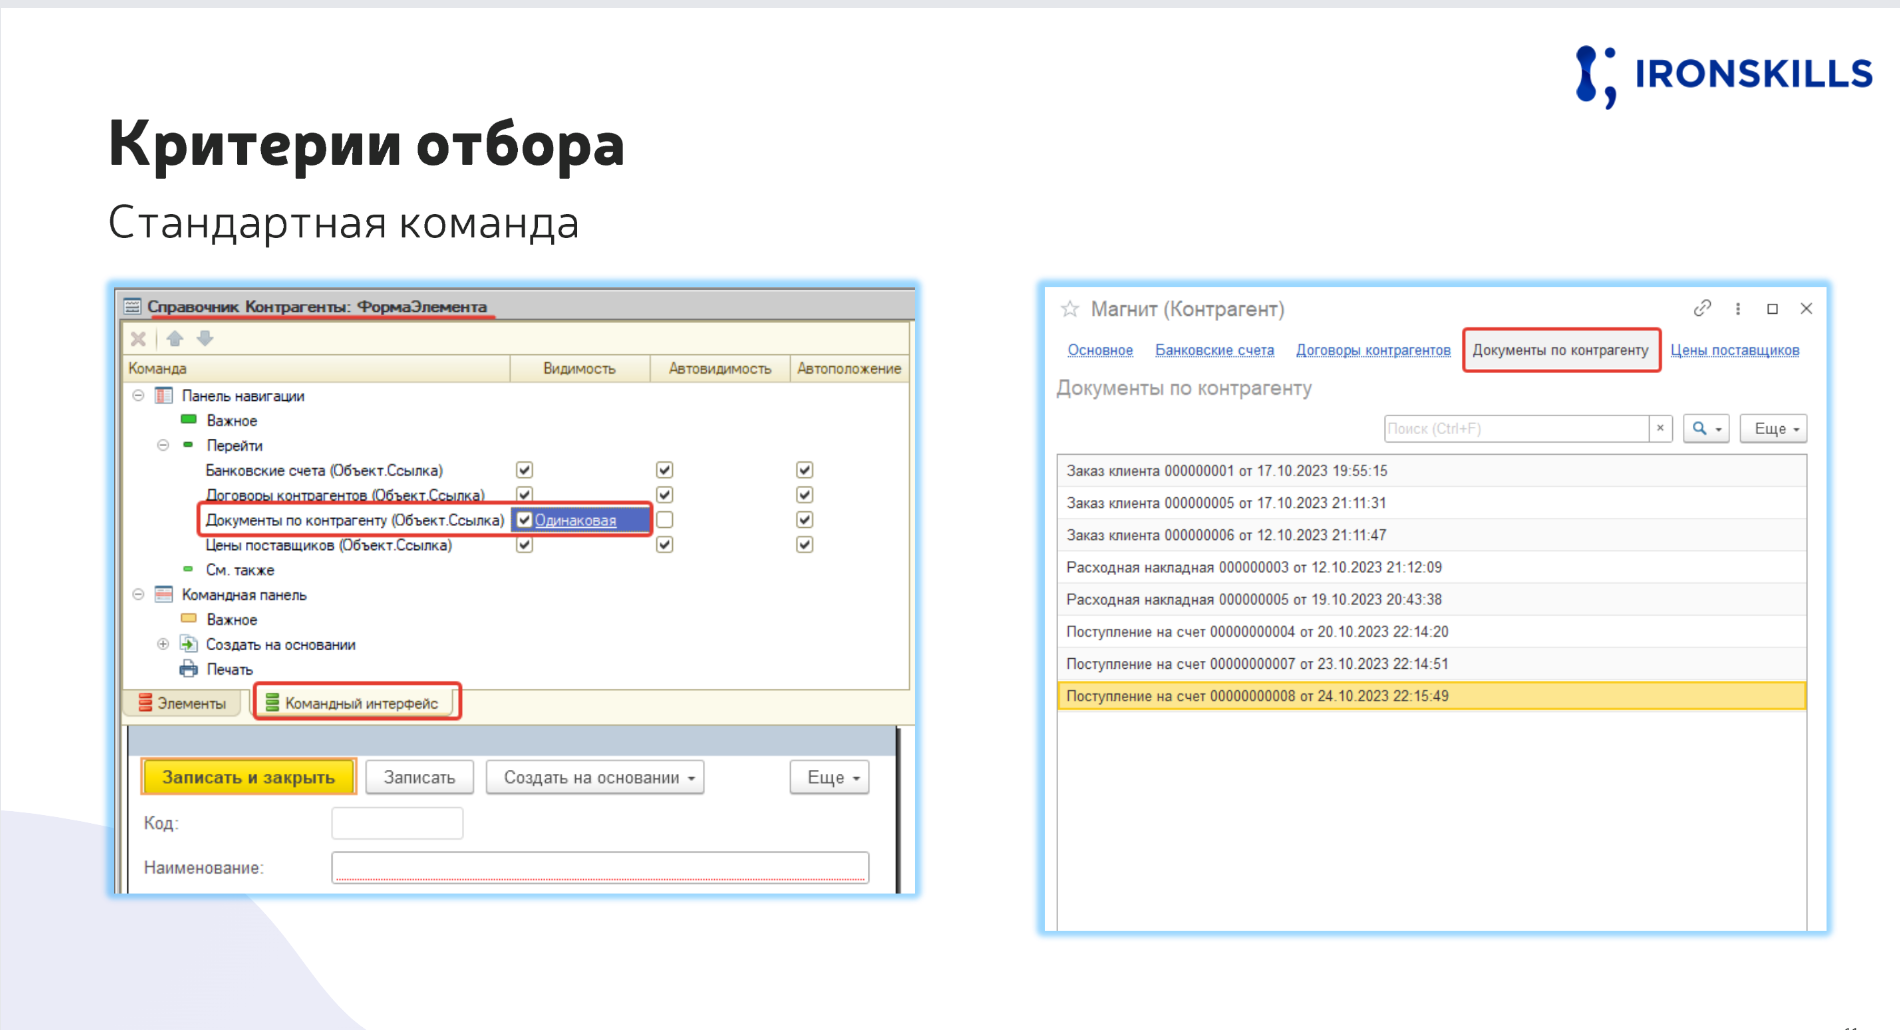 IRONSKILLS
Критерии отбора
Стандартная команда
Справочник Контрагенты: ФормаЭлемента
Команда Видимость Автовидимость Автоположение
Панель навигации
Важное
Перейти
Банковские счета (Объект.Ссылка)
Договоры контрагентов (Объект.Ссылка)
Документы по контрагенту (Объект.Ссылка) Одинаковая
Цены поставщиков (Объект.Ссылка)
См. также
Командная панель
Важное
Создать на основании
Печать
Элементы Командный интерфейс
Записать и закрыть Записать Создать на основании Еще
Код:
Наименование:
Магнит (Контрагент)
Основное Банковские счета Договоры контрагентов Документы по контрагенту Цены поставщиков
Документы по контрагенту
Поиск (Ctrl+F) × Еще
Заказ клиента 000000001 от 17.10.2023 19:55:15
Заказ клиента 000000005 от 17.10.2023 21:11:31
Заказ клиента 000000006 от 12.10.2023 21:11:47
Расходная накладная 000000003 от 12.10.2023 21:12:09
Расходная накладная 000000005 от 19.10.2023 20:43:38
Поступление на счет 00000000004 от 20.10.2023 22:14:20
Поступление на счет 00000000007 от 23.10.2023 22:14:51
Поступление на счет 00000000008 от 24.10.2023 22:15:49